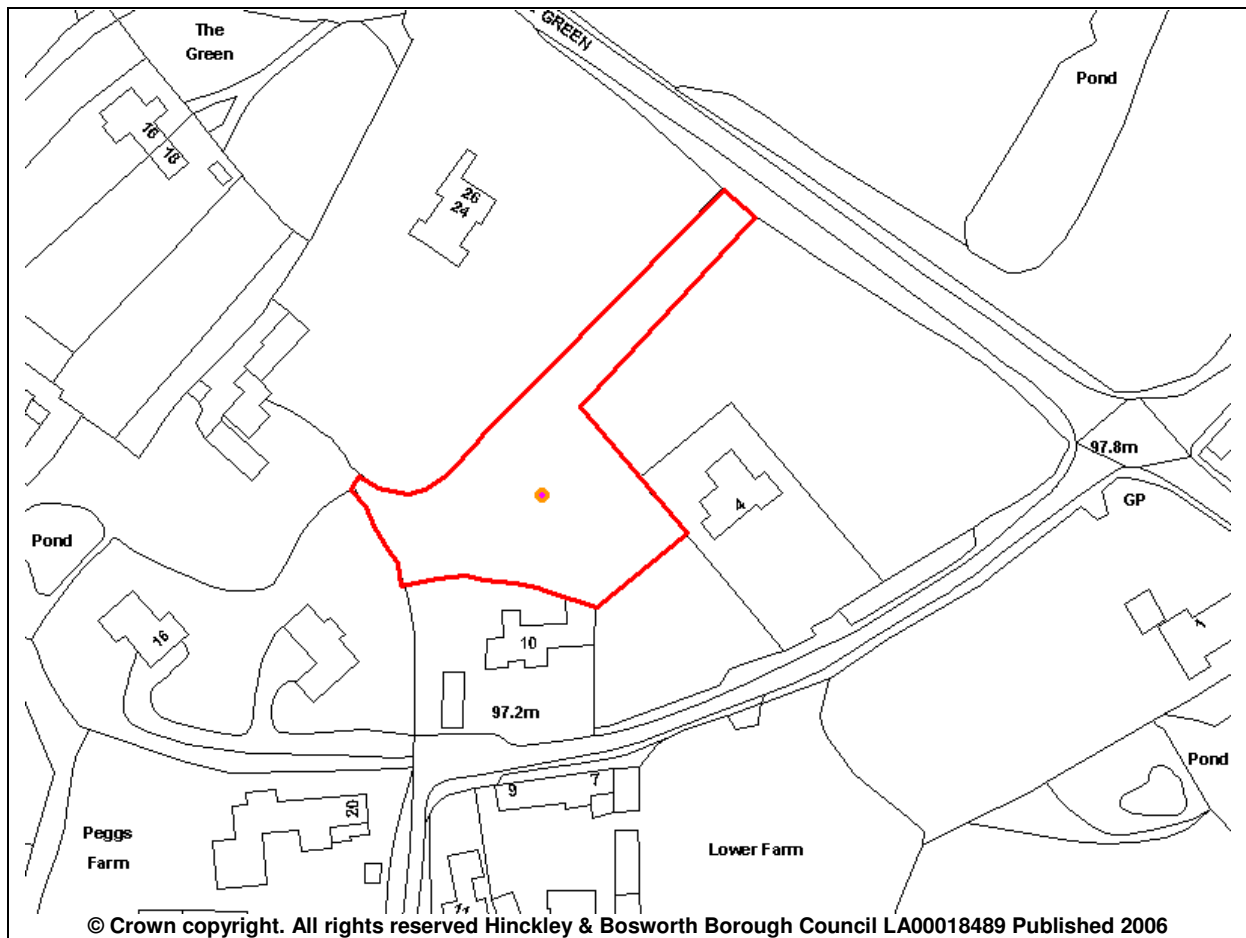 The
Green
GREEN
Pond
16
18
26
24
97.8m
GP
4
Pond
16
10
1
97.2m
Pond
9
7
20
Peggs
Farm
Lower Farm
11
© Crown copyright. All rights reserved Hinckley & Bosworth Borough Council LA00018489 Published 2006